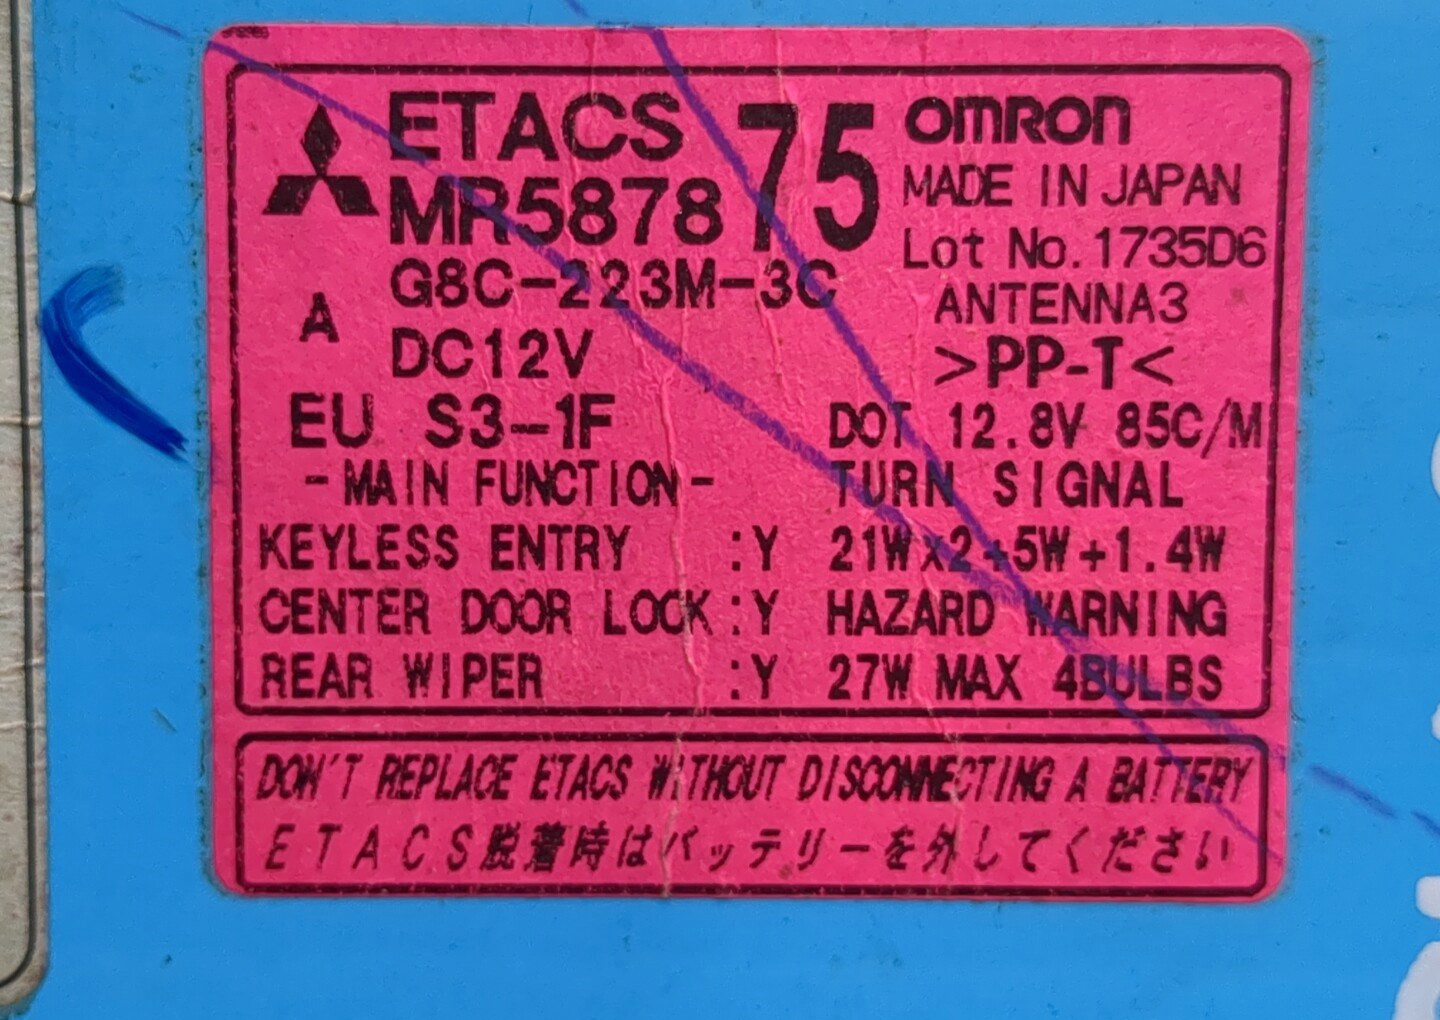 ETACS
MR587875
G8C-223M-3C
A
DC12V
EU S3-1F
-MAIN FUNCTION-
KEYLESS ENTRY :Y
CENTER DOOR LOCK:Y
REAR WIPER :Y
omron
MADE IN JAPAN
Lot No. 1735D6
ANTENNA3
>PP-T<
DOT 12.8V 85C/M
TURN SIGNAL
21Wx2+5W+1.4W
HAZARD WARNING
27W MAX 4BULBS
DON'T REPLACE ETACS WITHOUT DISCONNECTING A BATTERY
ETACS脱着時はバッテリーを外してください